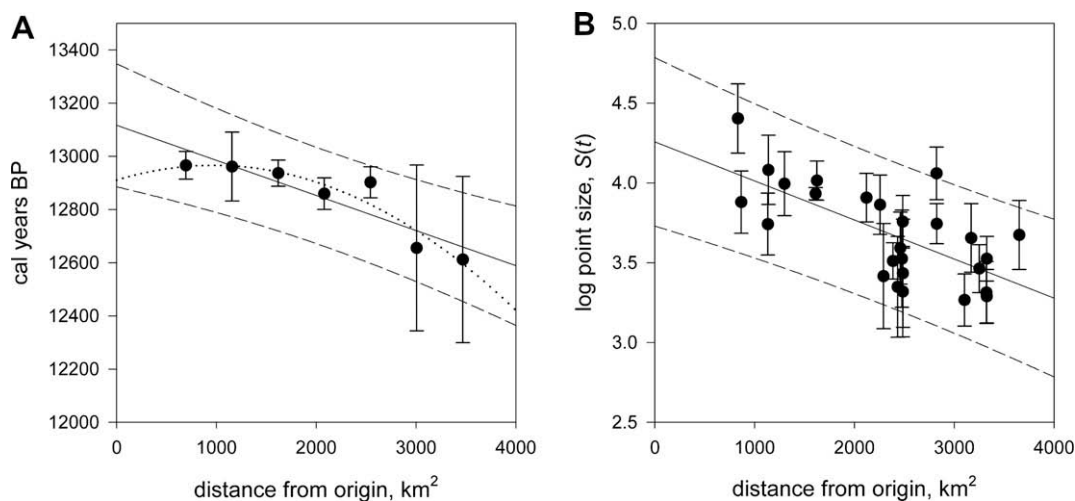 A
cal years BP
13400
13200
13000
12800
12600
12400
12200
12000
0 1000 2000 3000 4000
distance from origin, km²
B
log point size, S(t)
5.0
4.5
4.0
3.5
3.0
2.5
0 1000 2000 3000 4000
distance from origin, km²